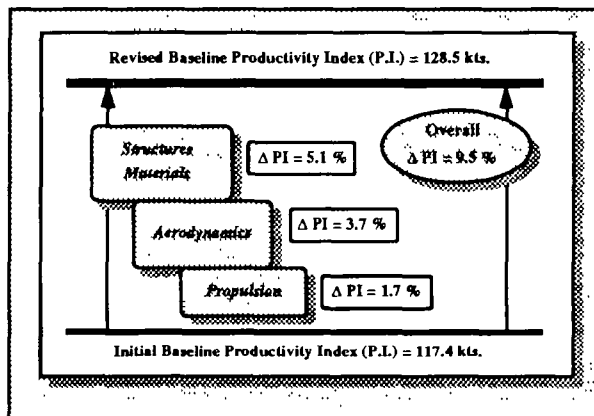 Revised Baseline Productivity Index (P.I.) = 128.5 kts.
Structures
Materials
Δ PI = 5.1 %
Overall
Δ PI = 9.5 %
Aerodynamics
Δ PI = 3.7 %
Propulsion
Δ PI = 1.7 %
Initial Baseline Productivity Index (P.I.) = 117.4 kts.